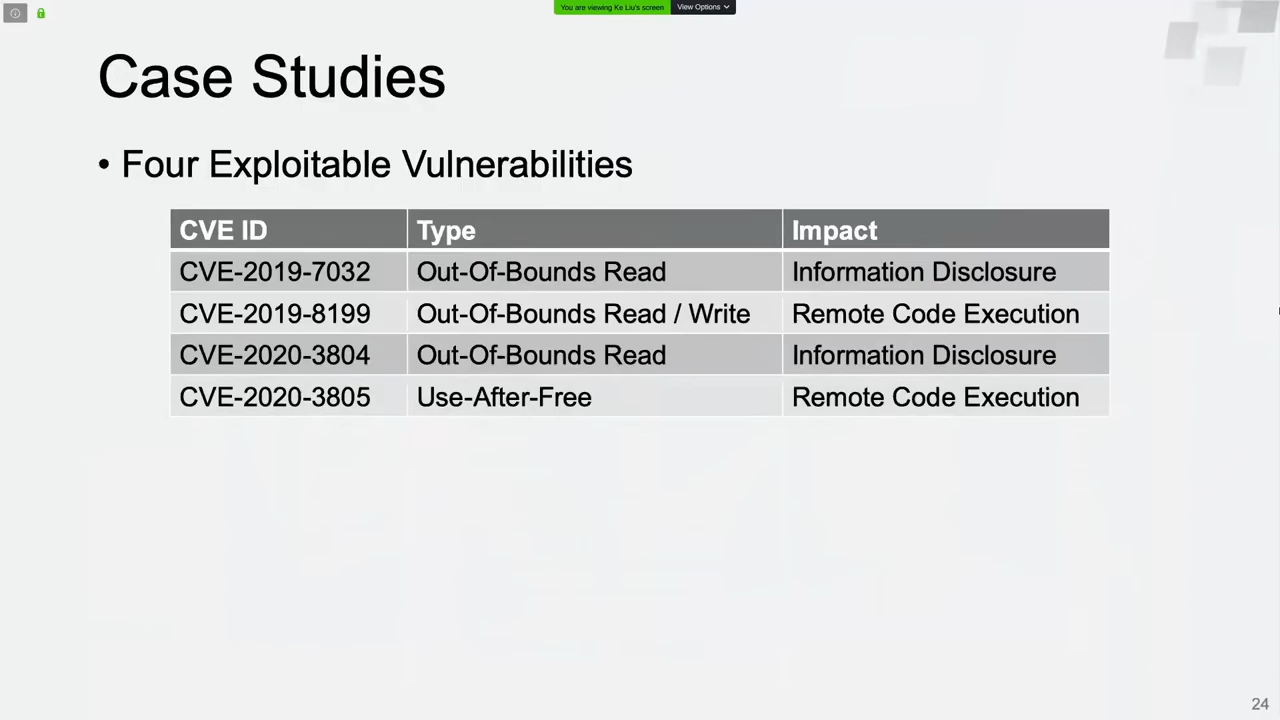 You are viewing Ke Liu's screen View Options
Case Studies
• Four Exploitable Vulnerabilities
CVE ID Type Impact
CVE-2019-7032 Out-Of-Bounds Read Information Disclosure
CVE-2019-8199 Out-Of-Bounds Read / Write Remote Code Execution
CVE-2020-3804 Out-Of-Bounds Read Information Disclosure
CVE-2020-3805 Use-After-Free Remote Code Execution
24